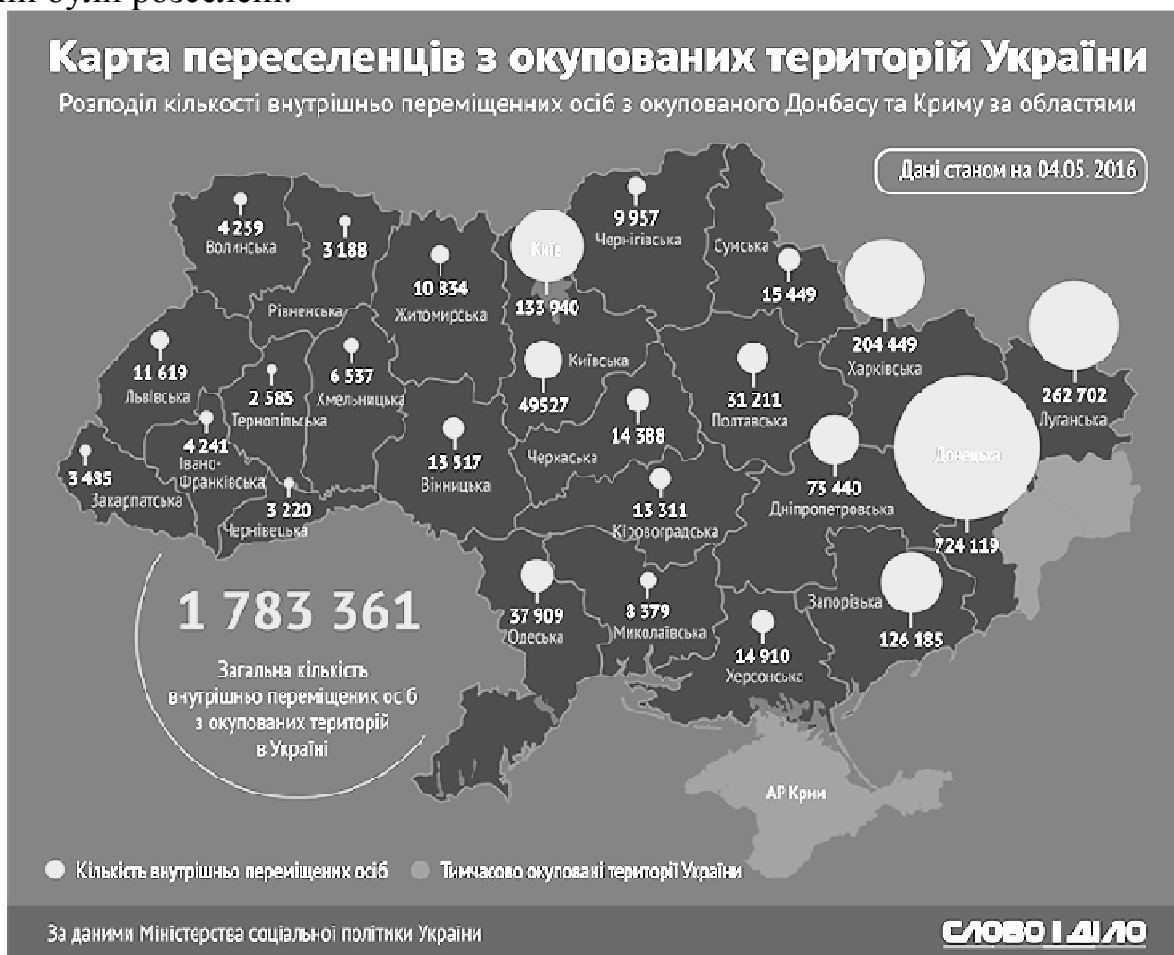 були розселені.
Карта переселенців з окупованих територій України
Розподіл кількості внутрішньо переміщенних осіб з окупованого Донбасу та Криму за областями
Дані станом на 04.05. 2016
4 259
Волинська
3 188
Рівненська
10 834
Житомирська
Київ
133 940
9 957
Чернігівська
Сумська
15 449
204 449
Харківська
262 702
Луганська
11 619
Львівська
2 585
Тернопільська
6 537
Хмельницька
Київська
49527
31 211
Полтавська
14 388
Черкаська
Донецька
724 119
3 485
Закарпатська
4 241
Івано-
Франківська
3 220
Чернівецька
13 517
Вінницька
13 311
Кіровоградська
73 440
Дніпропетровська
37 909
Одеська
8 379
Миколаївська
14 910
Херсонська
Запорівька
126 185
1 783 361
Загальна кількість
внутрішньо переміщених осіб
з окупованих територій
в Україні
АР Крим
Кількість внутрішньо переміщених осіб
Тимчасово окуповані території України
За даними Міністерства соціальної політики України
СЛОВО І ДІЛО